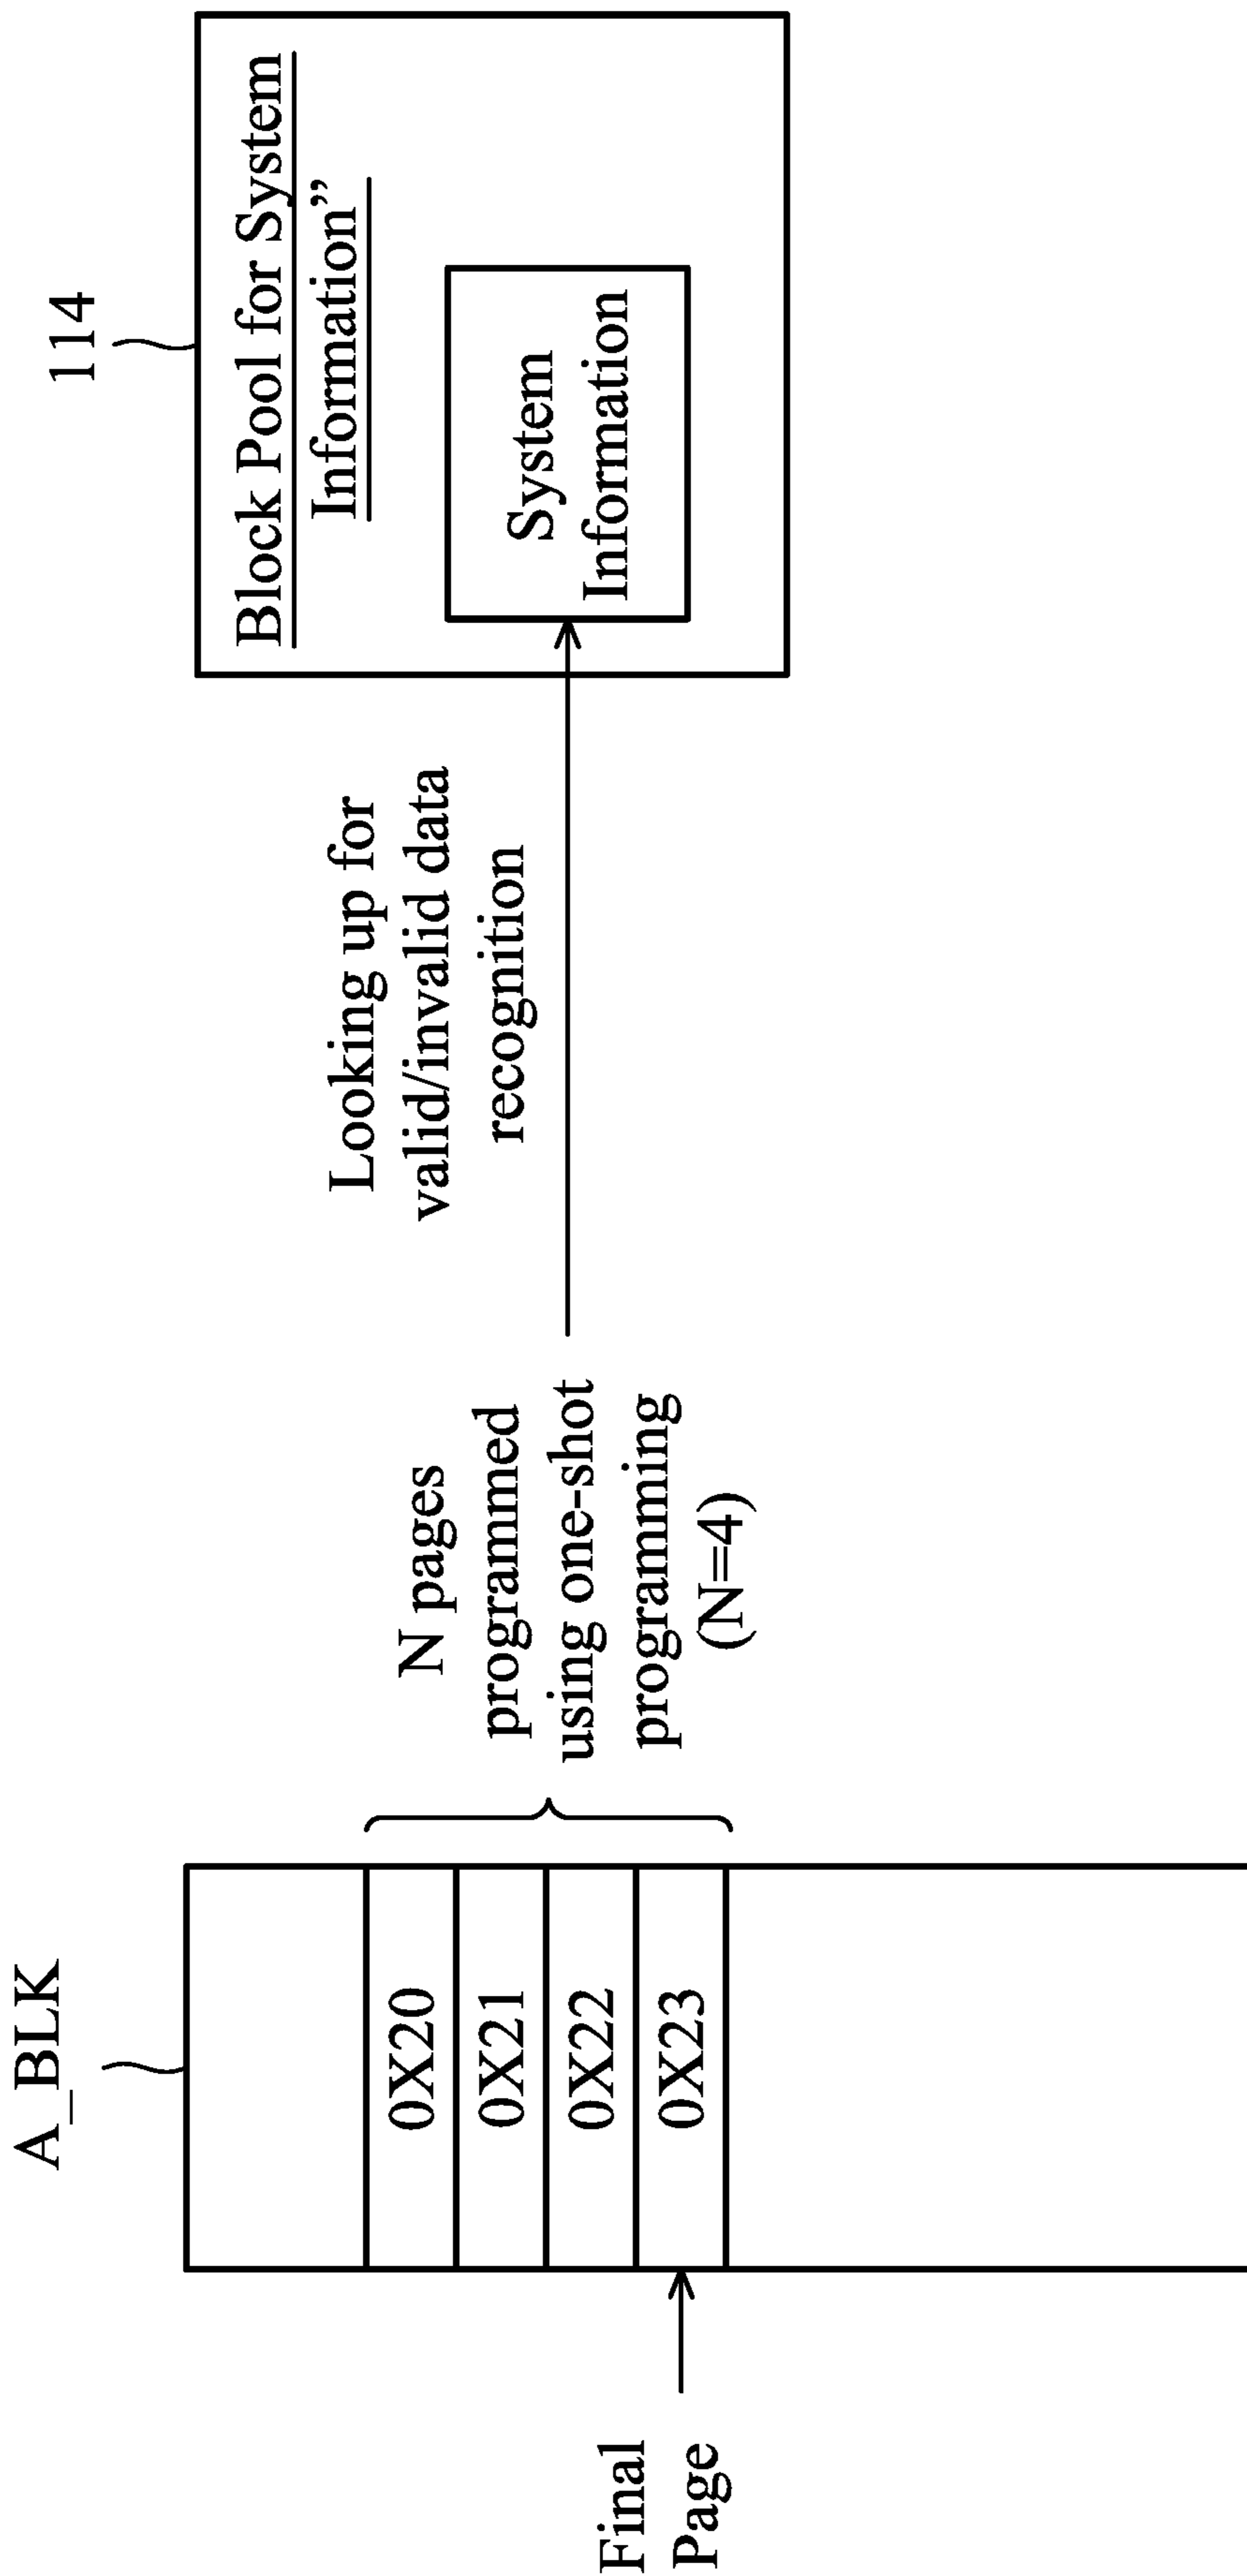 A_BLK
0X20
0X21
0X22
0X23
Final
Page
N pages
programmed
using one-shot
programming
(N=4)
Looking up for
valid/invalid data
recognition
114
Block Pool for System
Information”
System
Information